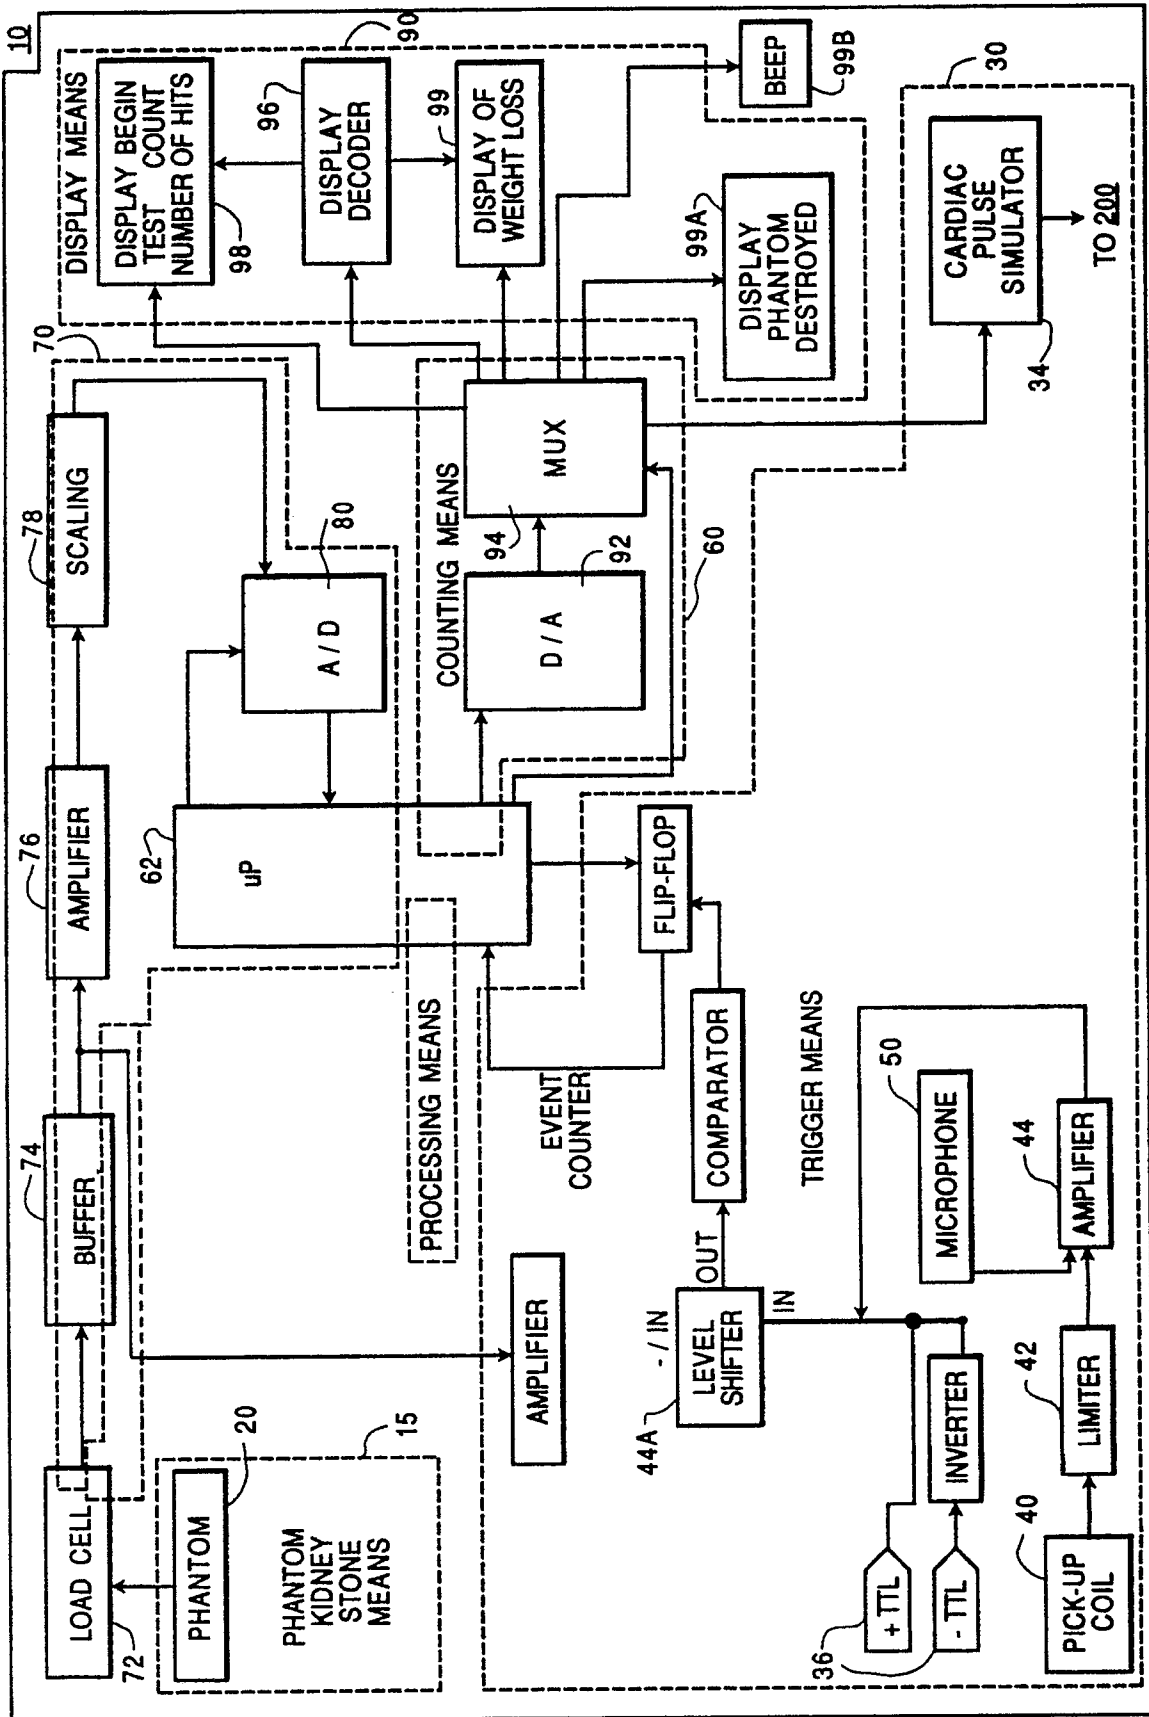 10
72
LOAD CELL
74
BUFFER
76
AMPLIFIER
78
SCALING
70
DISPLAY MEANS
90
20
PHANTOM
15
PHANTOM
KIDNEY
STONE
MEANS
62
uP
A/D
80
DISPLAY BEGIN
TEST COUNT
NUMBER OF HITS
98
96
DISPLAY
DECODER
99
DISPLAY OF
WEIGHT LOSS
PROCESSING MEANS
COUNTING MEANS
94
MUX
D/A
92
60
BEEP
99B
99A
DISPLAY
PHANTOM
DESTROYED
AMPLIFIER
EVENT
COUNTER
FLIP-FLOP
- / IN
44A
LEVEL
SHIFTER
OUT
IN
COMPARATOR
TRIGGER MEANS
30
CARDIAC
PULSE
SIMULATOR
34
TO 200
36
+ TTL
- TTL
INVERTER
MICROPHONE
50
40
PICK-UP
COIL
42
LIMITER
44
AMPLIFIER